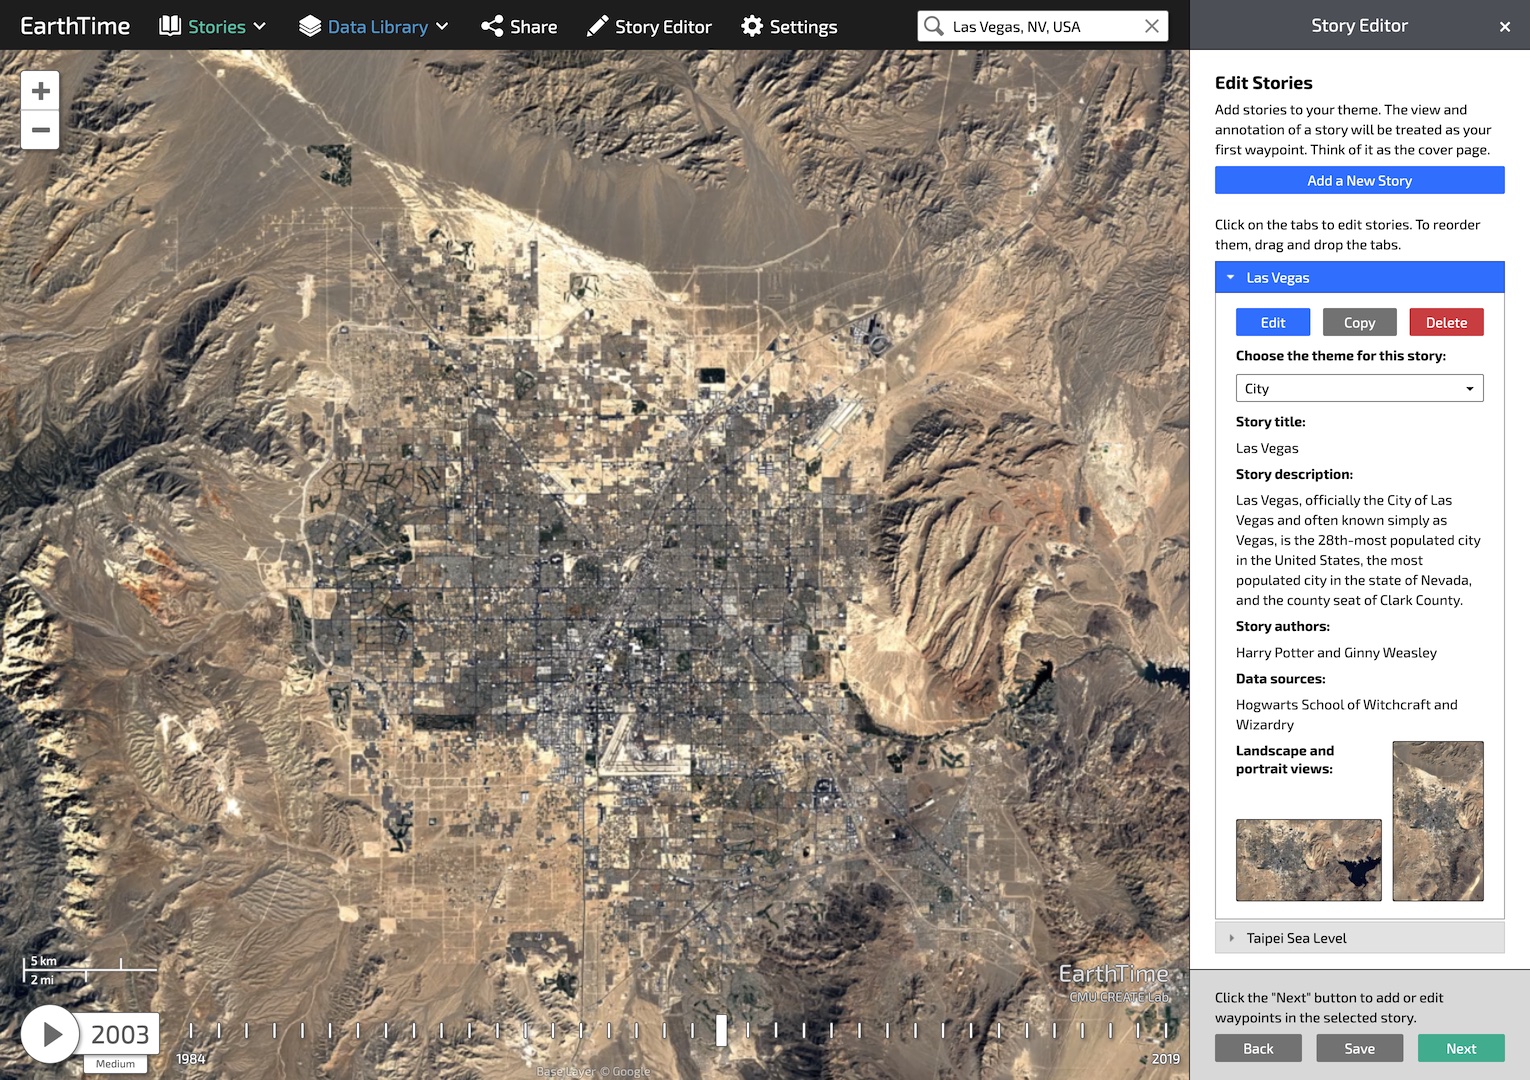 EarthTime
Stories
Data Library
Share
Story Editor
Settings
Las Vegas, NV, USA
Story Editor
Edit Stories
Add stories to your theme. The view and
annotation of a story will be treated as your
first waypoint. Think of it as the cover page.
Add a New Story
Click on the tabs to edit stories. To reorder
them, drag and drop the tabs.
Las Vegas
Edit
Copy
Delete
Choose the theme for this story:
City
Story title:
Las Vegas
Story description:
Las Vegas, officially the City of Las
Vegas and often known simply as
Vegas, is the 28th-most populated city
in the United States, the most
populated city in the state of Nevada,
and the county seat of Clark County.
Story authors:
Harry Potter and Ginny Weasley
Data sources:
Hogwarts School of Witchcraft and
Wizardry
Landscape and
portrait views:
Taipei Sea Level
Click the "Next" button to add or edit
waypoints in the selected story.
Back
Save
Next
5 km
2 mi
EarthTime
CMU CREATE Lab
2003
Medium
1984
2019
Base Layer © Google